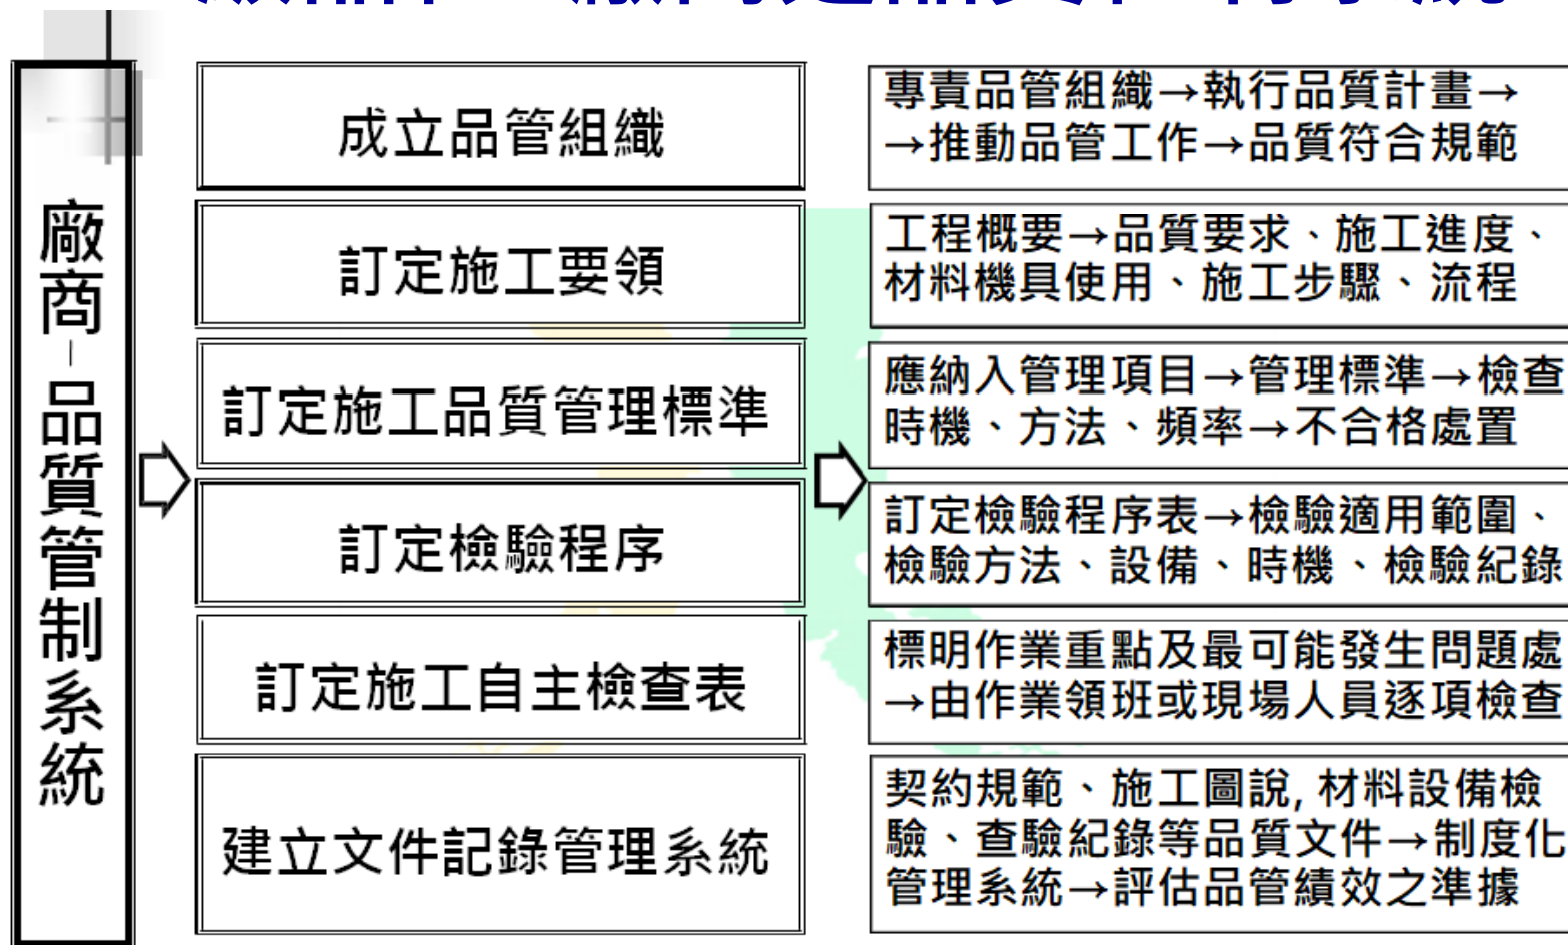 廠商-品質管制系統
成立品管組織
專責品管組織→執行品質計畫→
→推動品管工作→品質符合規範
訂定施工要領
工程概要→品質要求、施工進度、
材料機具使用、施工步驟、流程
訂定施工品質管理標準
應納入管理項目→管理標準→檢查
時機、方法、頻率→不合格處置
訂定檢驗程序
訂定檢驗程序表→檢驗適用範圍、
檢驗方法、設備、時機、檢驗紀錄
訂定施工自主檢查表
標明作業重點及最可能發生問題處
→由作業領班或現場人員逐項檢查
建立文件記錄管理系統
契約規範、施工圖說, 材料設備檢
驗、查驗紀錄等品質文件→制度化
管理系統→評估品管績效之準據